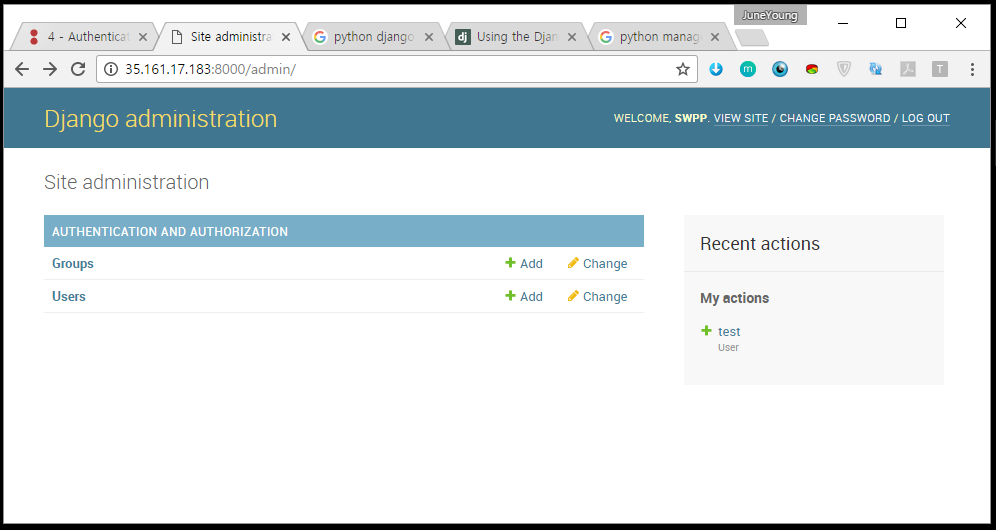 JuneYoung
4 - Authenticat
Site administra
python django
Using the Djan
python manag
35.161.17.183:8000/admin/
Django administration
WELCOME, SWPP. VIEW SITE / CHANGE PASSWORD / LOG OUT
Site administration
AUTHENTICATION AND AUTHORIZATION
Groups
Add
Change
Users
Add
Change
Recent actions
My actions
test
User